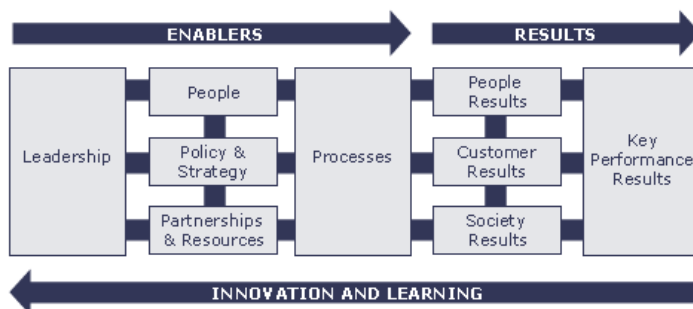 ENABLERS
RESULTS
Leadership
People
Policy &
Strategy
Partnerships
& Resources
Processes
People
Results
Customer
Results
Society
Results
Key
Performance
Results
INNOVATION AND LEARNING